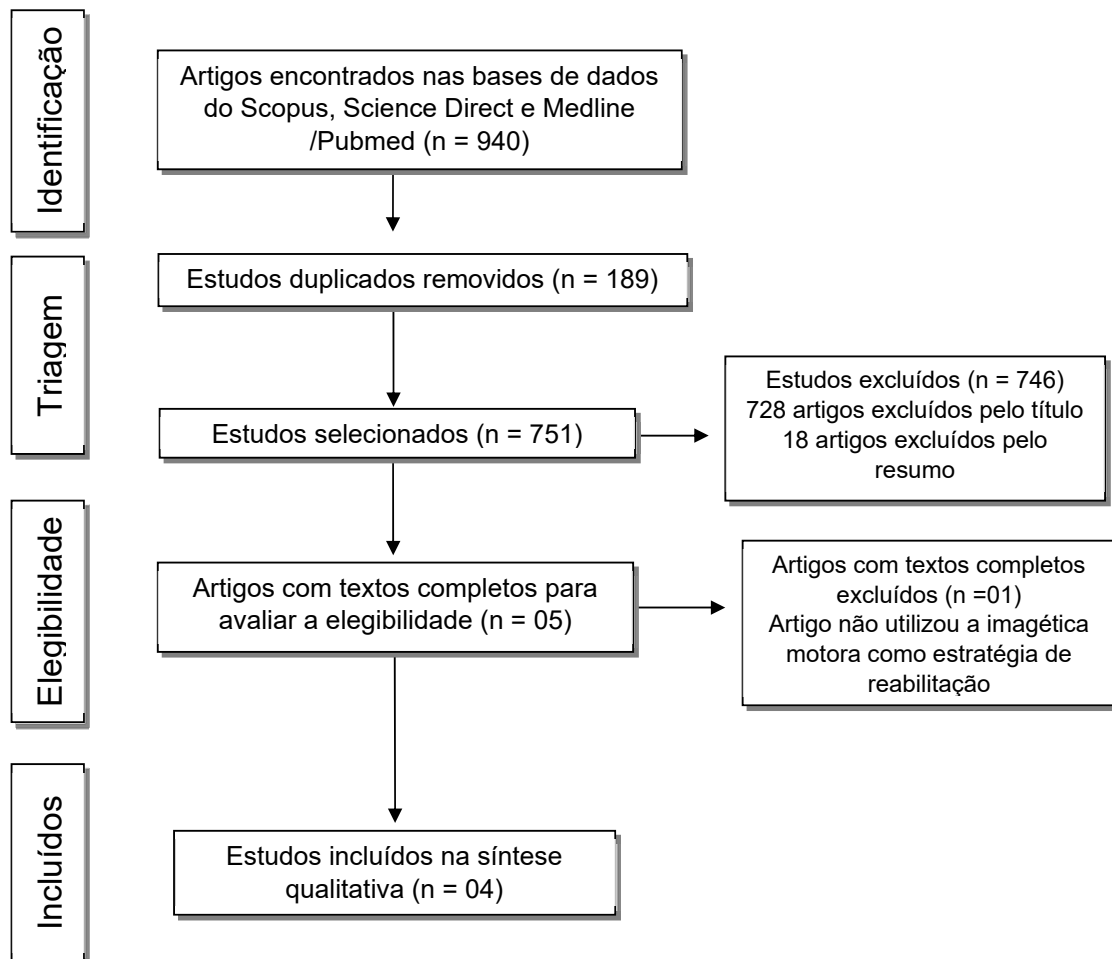 Identificação
Artigos encontrados nas bases de dados
do Scopus, Science Direct e Medline
/Pubmed (n = 940)
Triagem
Estudos duplicados removidos (n = 189)
Estudos selecionados (n = 751)
Estudos excluídos (n = 746)
728 artigos excluídos pelo título
18 artigos excluídos pelo
resumo
Elegibilidade
Artigos com textos completos para
avaliar a elegibilidade (n = 05)
Artigos com textos completos
excluídos (n =01)
Artigo não utilizou a imagética
motora como estratégia de
reabilitação
Incluídos
Estudos incluídos na síntese
qualitativa (n = 04)